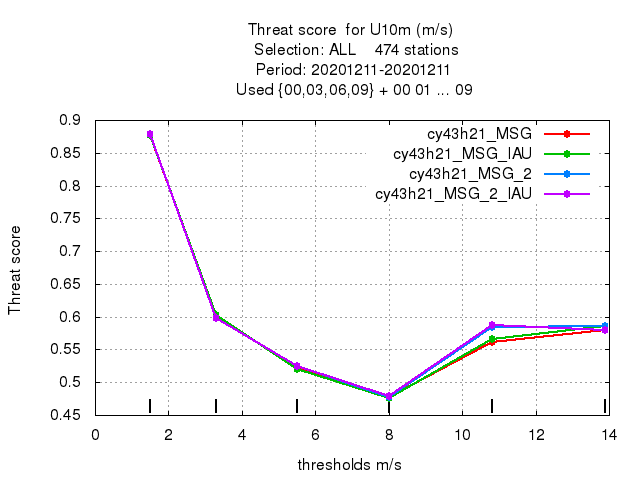 Threat score for U10m (m/s)
Selection: ALL 474 stations
Period: 20201211-20201211
Used {00,03,06,09} + 00 01 ... 09
cy43h21_MSG
cy43h21_MSG_IAU
cy43h21_MSG_2
cy43h21_MSG_2_IAU
0.9
0.85
0.8
0.75
0.7
0.65
0.6
0.55
0.5
0.45
Threat score
0 2 4 6 8 10 12 14
thresholds m/s